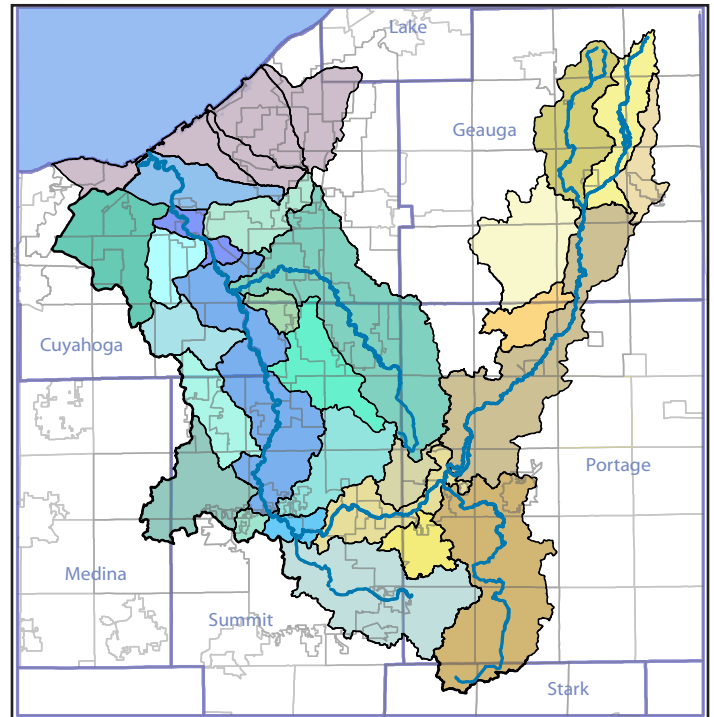 Lake
Geauga
Cuyahoga
Portage
Medina
Summit
Stark